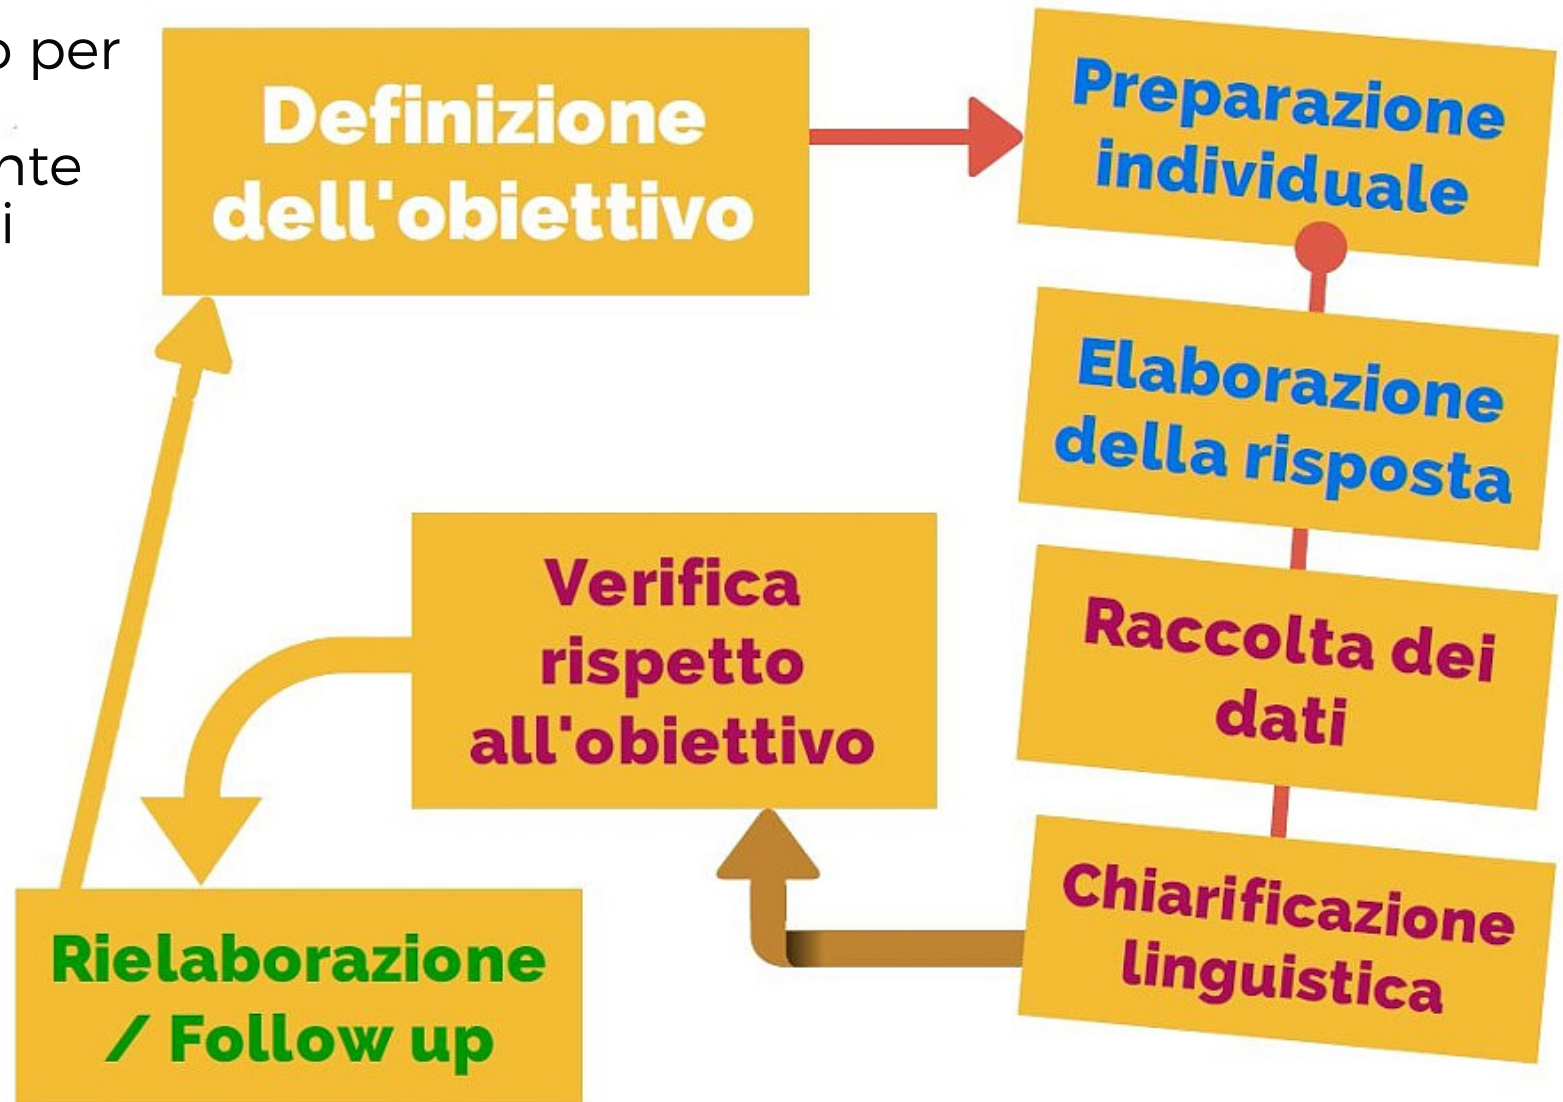 per
Definizione
dell'obiettivo
Preparazione
individuale
Elaborazione
della risposta
Raccolta dei
dati
Chiarificazione
linguistica
Verifica
rispetto
all'obiettivo
Rielaborazione
/ Follow up